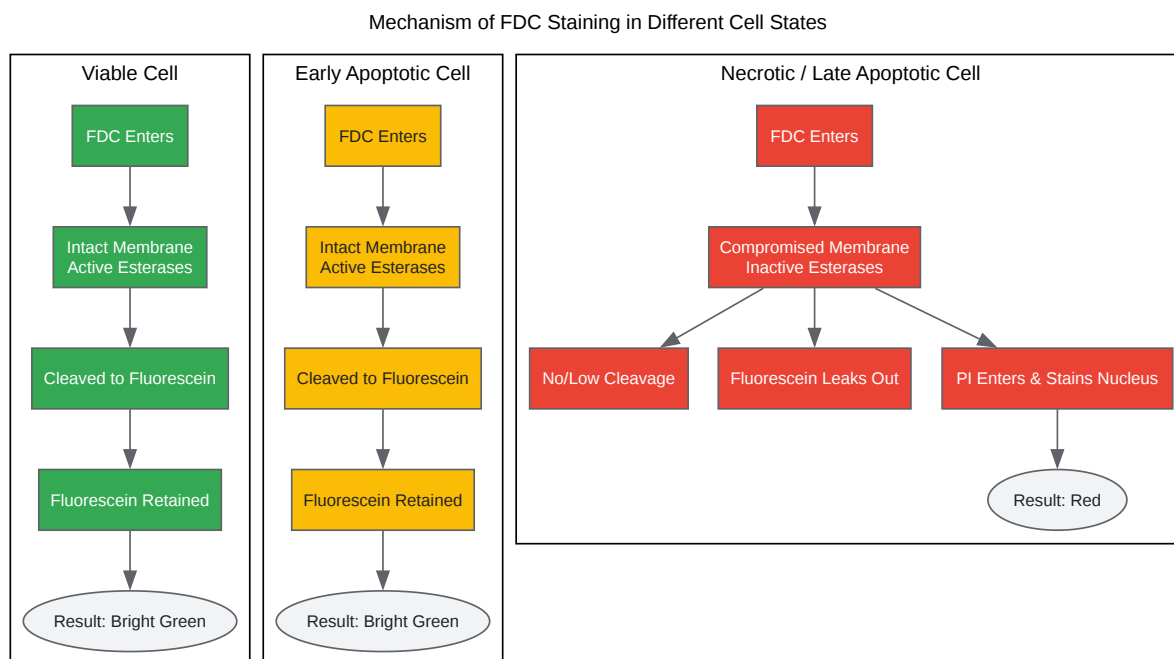 Mechanism of FDC Staining in Different Cell States
Viable Cell
FDC Enters
Intact Membrane
Active Esterases
Cleaved to Fluorescein
Fluorescein Retained
Result: Bright Green
Early Apoptotic Cell
FDC Enters
Intact Membrane
Active Esterases
Cleaved to Fluorescein
Fluorescein Retained
Result: Bright Green
Necrotic / Late Apoptotic Cell
FDC Enters
Compromised Membrane
Inactive Esterases
No/Low Cleavage
Fluorescein Leaks Out
PI Enters & Stains Nucleus
Result: Red